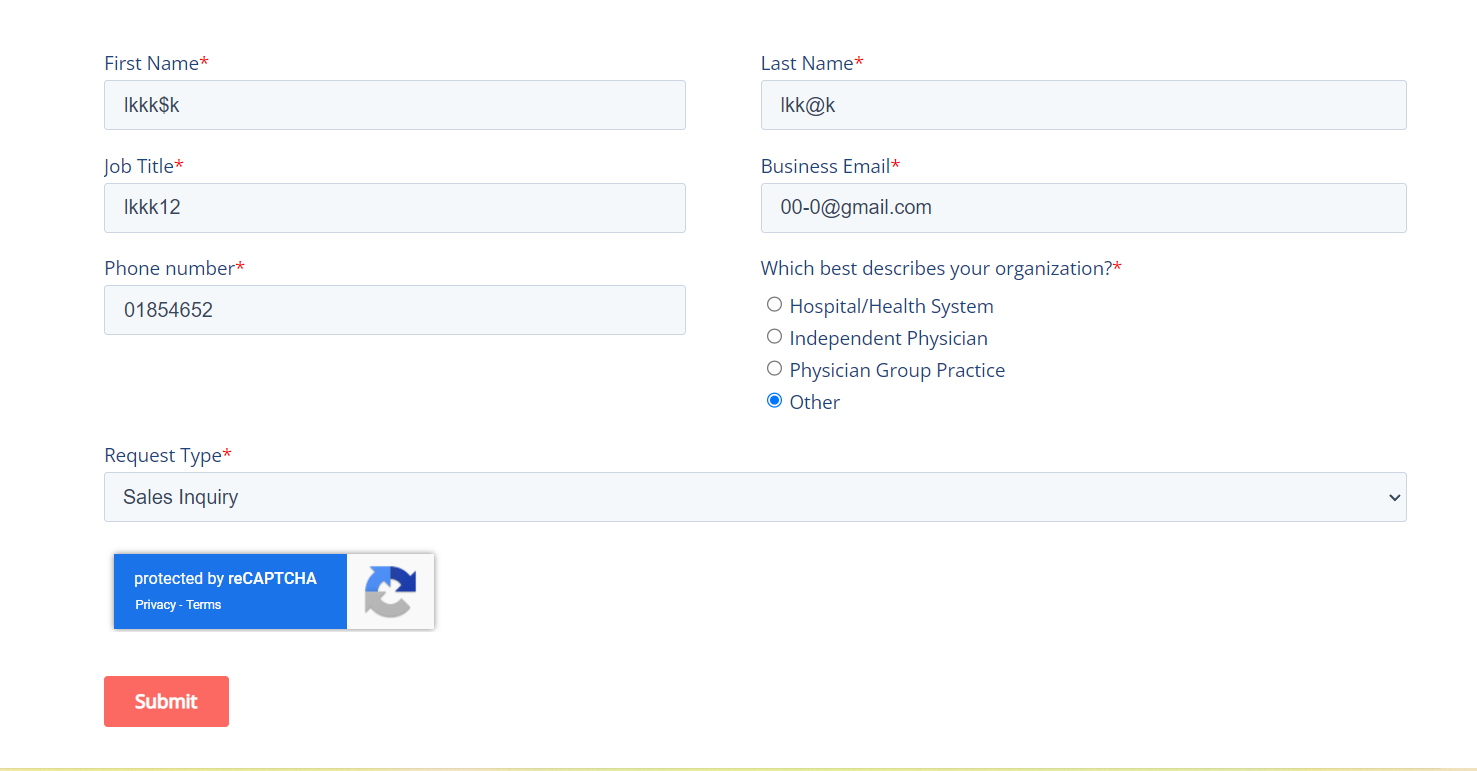 First Name*
Last Name*
lkkk$k
lkk@k
Job Title*
Business Email*
lkkk12
00-0@gmail.com
Phone number*
Which best describes your organization?*
01854652
Hospital/Health System
Independent Physician
Physician Group Practice
Other
Request Type*
Sales Inquiry
protected by reCAPTCHA
Privacy - Terms
Submit